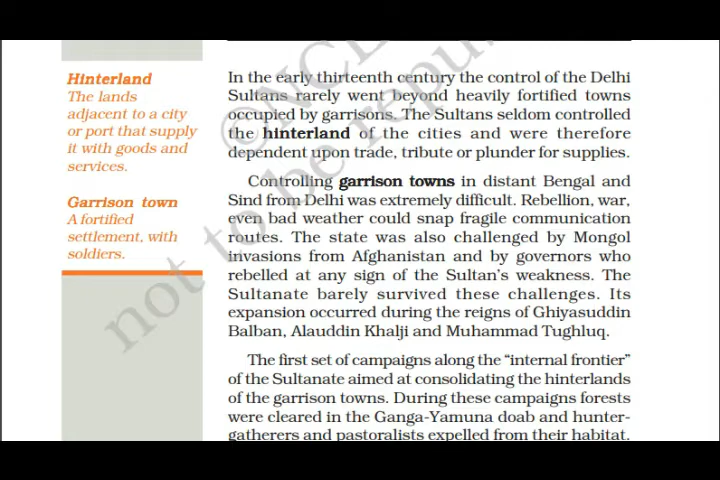 Hinterland
The lands
adjacent to a city
or port that supply
it with goods and
services.
Garrison town
A fortified
settlement, with
soldiers.
In the early thirteenth century the control of the Delhi
Sultans rarely went beyond heavily fortified towns
occupied by garrisons. The Sultans seldom controlled
the hinterland of the cities and were therefore
dependent upon trade, tribute or plunder for supplies.
Controlling garrison towns in distant Bengal and
Sind from Delhi was extremely difficult. Rebellion, war,
even bad weather could snap fragile communication
routes. The state was also challenged by Mongol
invasions from Afghanistan and by governors who
rebelled at any sign of the Sultan's weakness. The
Sultanate barely survived these challenges. Its
expansion occurred during the reigns of Ghiyasuddin
Balban, Alauddin Khalji and Muhammad Tughluq.
The first set of campaigns along the “internal frontier”
of the Sultanate aimed at consolidating the hinterlands
of the garrison towns. During these campaigns forests
were cleared in the Ganga-Yamuna doab and hunter-
gatherers and pastoralists expelled from their habitat.
not to be repu